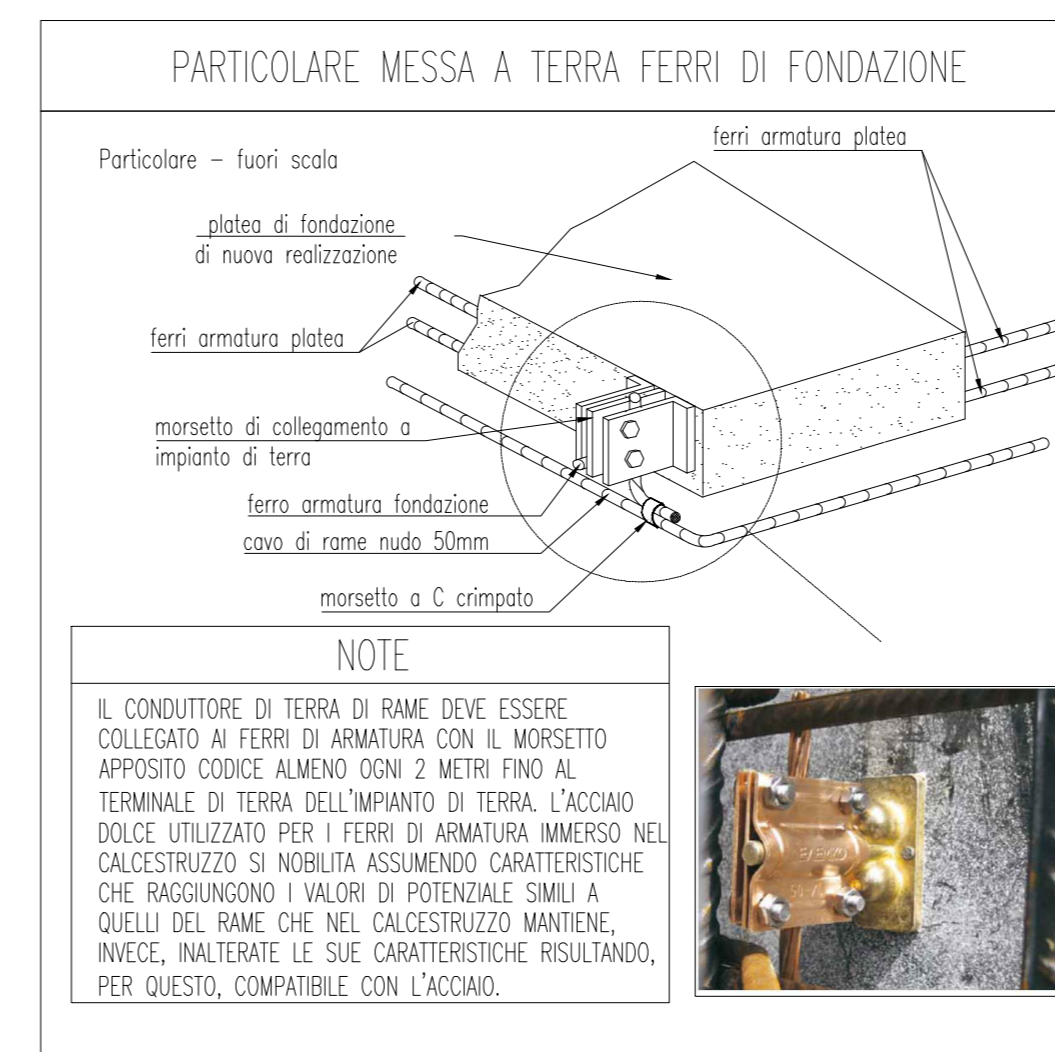 PARTICOLARE MESSA A TERRA FERRI DI FONDAZIONE
Particolare – fuori scala
ferri armatura platea
platea di fondazione
di nuova realizzazione
ferri armatura platea
morsetto di collegamento a
impianto di terra
ferro armatura fondazione
cavo di rame nudo 50mm
morsetto a C crimpato
NOTE
IL CONDUTTORE DI TERRA DI RAME DEVE ESSERE
COLLEGATO AI FERRI DI ARMATURA CON IL MORSETTO
APPOSITO CODICE ALMENO OGNI 2 METRI FINO AL
TERMINALE DI TERRA DELL'IMPIANTO DI TERRA. L'ACCIAIO
DOLCE UTILIZZATO PER I FERRI DI ARMATURA IMMERSO NEL
CALCESTRUZZO SI NOBILITA ASSUMENDO CARATTERISTICHE
CHE RAGGIUNGONO I VALORI DI POTENZIALE SIMILI A
QUELLI DEL RAME CHE NEL CALCESTRUZZO MANTIENE,
INVECE, INALTERATE LE SUE CARATTERISTICHE RISULTANDO,
PER QUESTO, COMPATIBILE CON L'ACCIAIO.